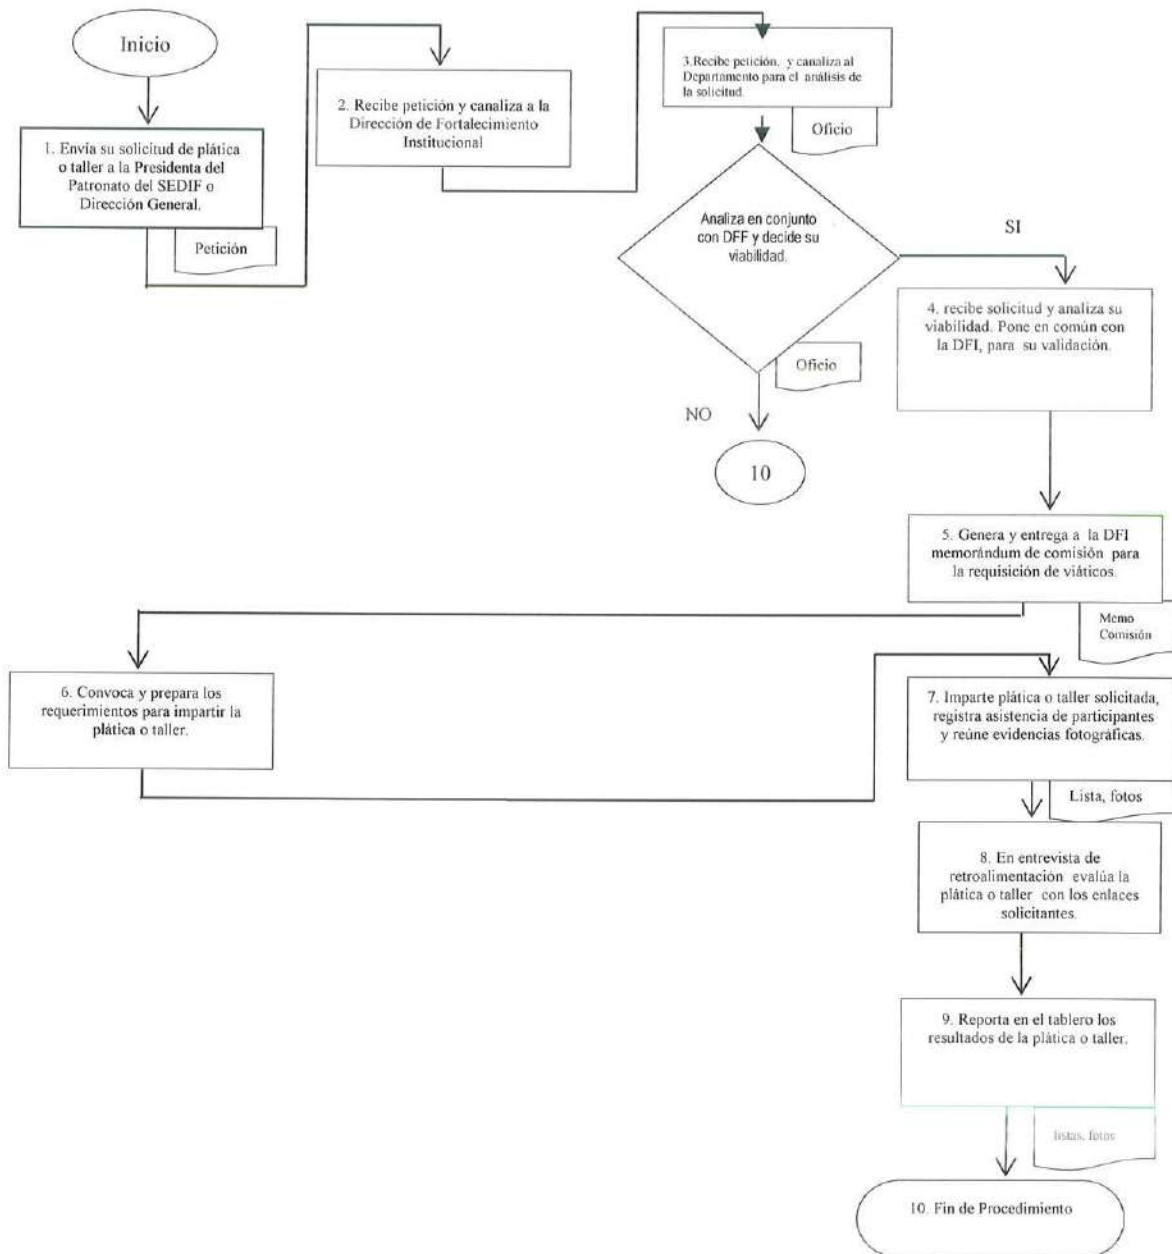 Inicio
1. Envía su solicitud de plática
o taller a la Presidenta del
Patronato del SEDIF o
Dirección General.
Petición
2. Recibe petición y canaliza a la
Dirección de Fortalecimiento
Institucional
3.Recibe petición, y canaliza al
Departamento para el análisis de
la solicitud.
Oficio
Analiza en conjunto
con DFF y decide su
viabilidad.
Oficio
SI
NO
10
4. recibe solicitud y analiza su
viabilidad. Pone en común con
la DFI, para su validación.
5. Genera y entrega a la DFI
memorándum de comisión para
la requisición de viáticos.
Memo
Comisión
6. Convoca y prepara los
requerimientos para impartir la
plática o taller.
7. Imparte plática o taller solicitada,
registra asistencia de participantes
y reúne evidencias fotográficas.
Lista, fotos
8. En entrevista de
retroalimentación evalúa la
plática o taller con los enlaces
solicitantes.
9. Reporta en el tablero los
resultados de la plática o taller.
listas, fotos
10. Fin de Procedimiento